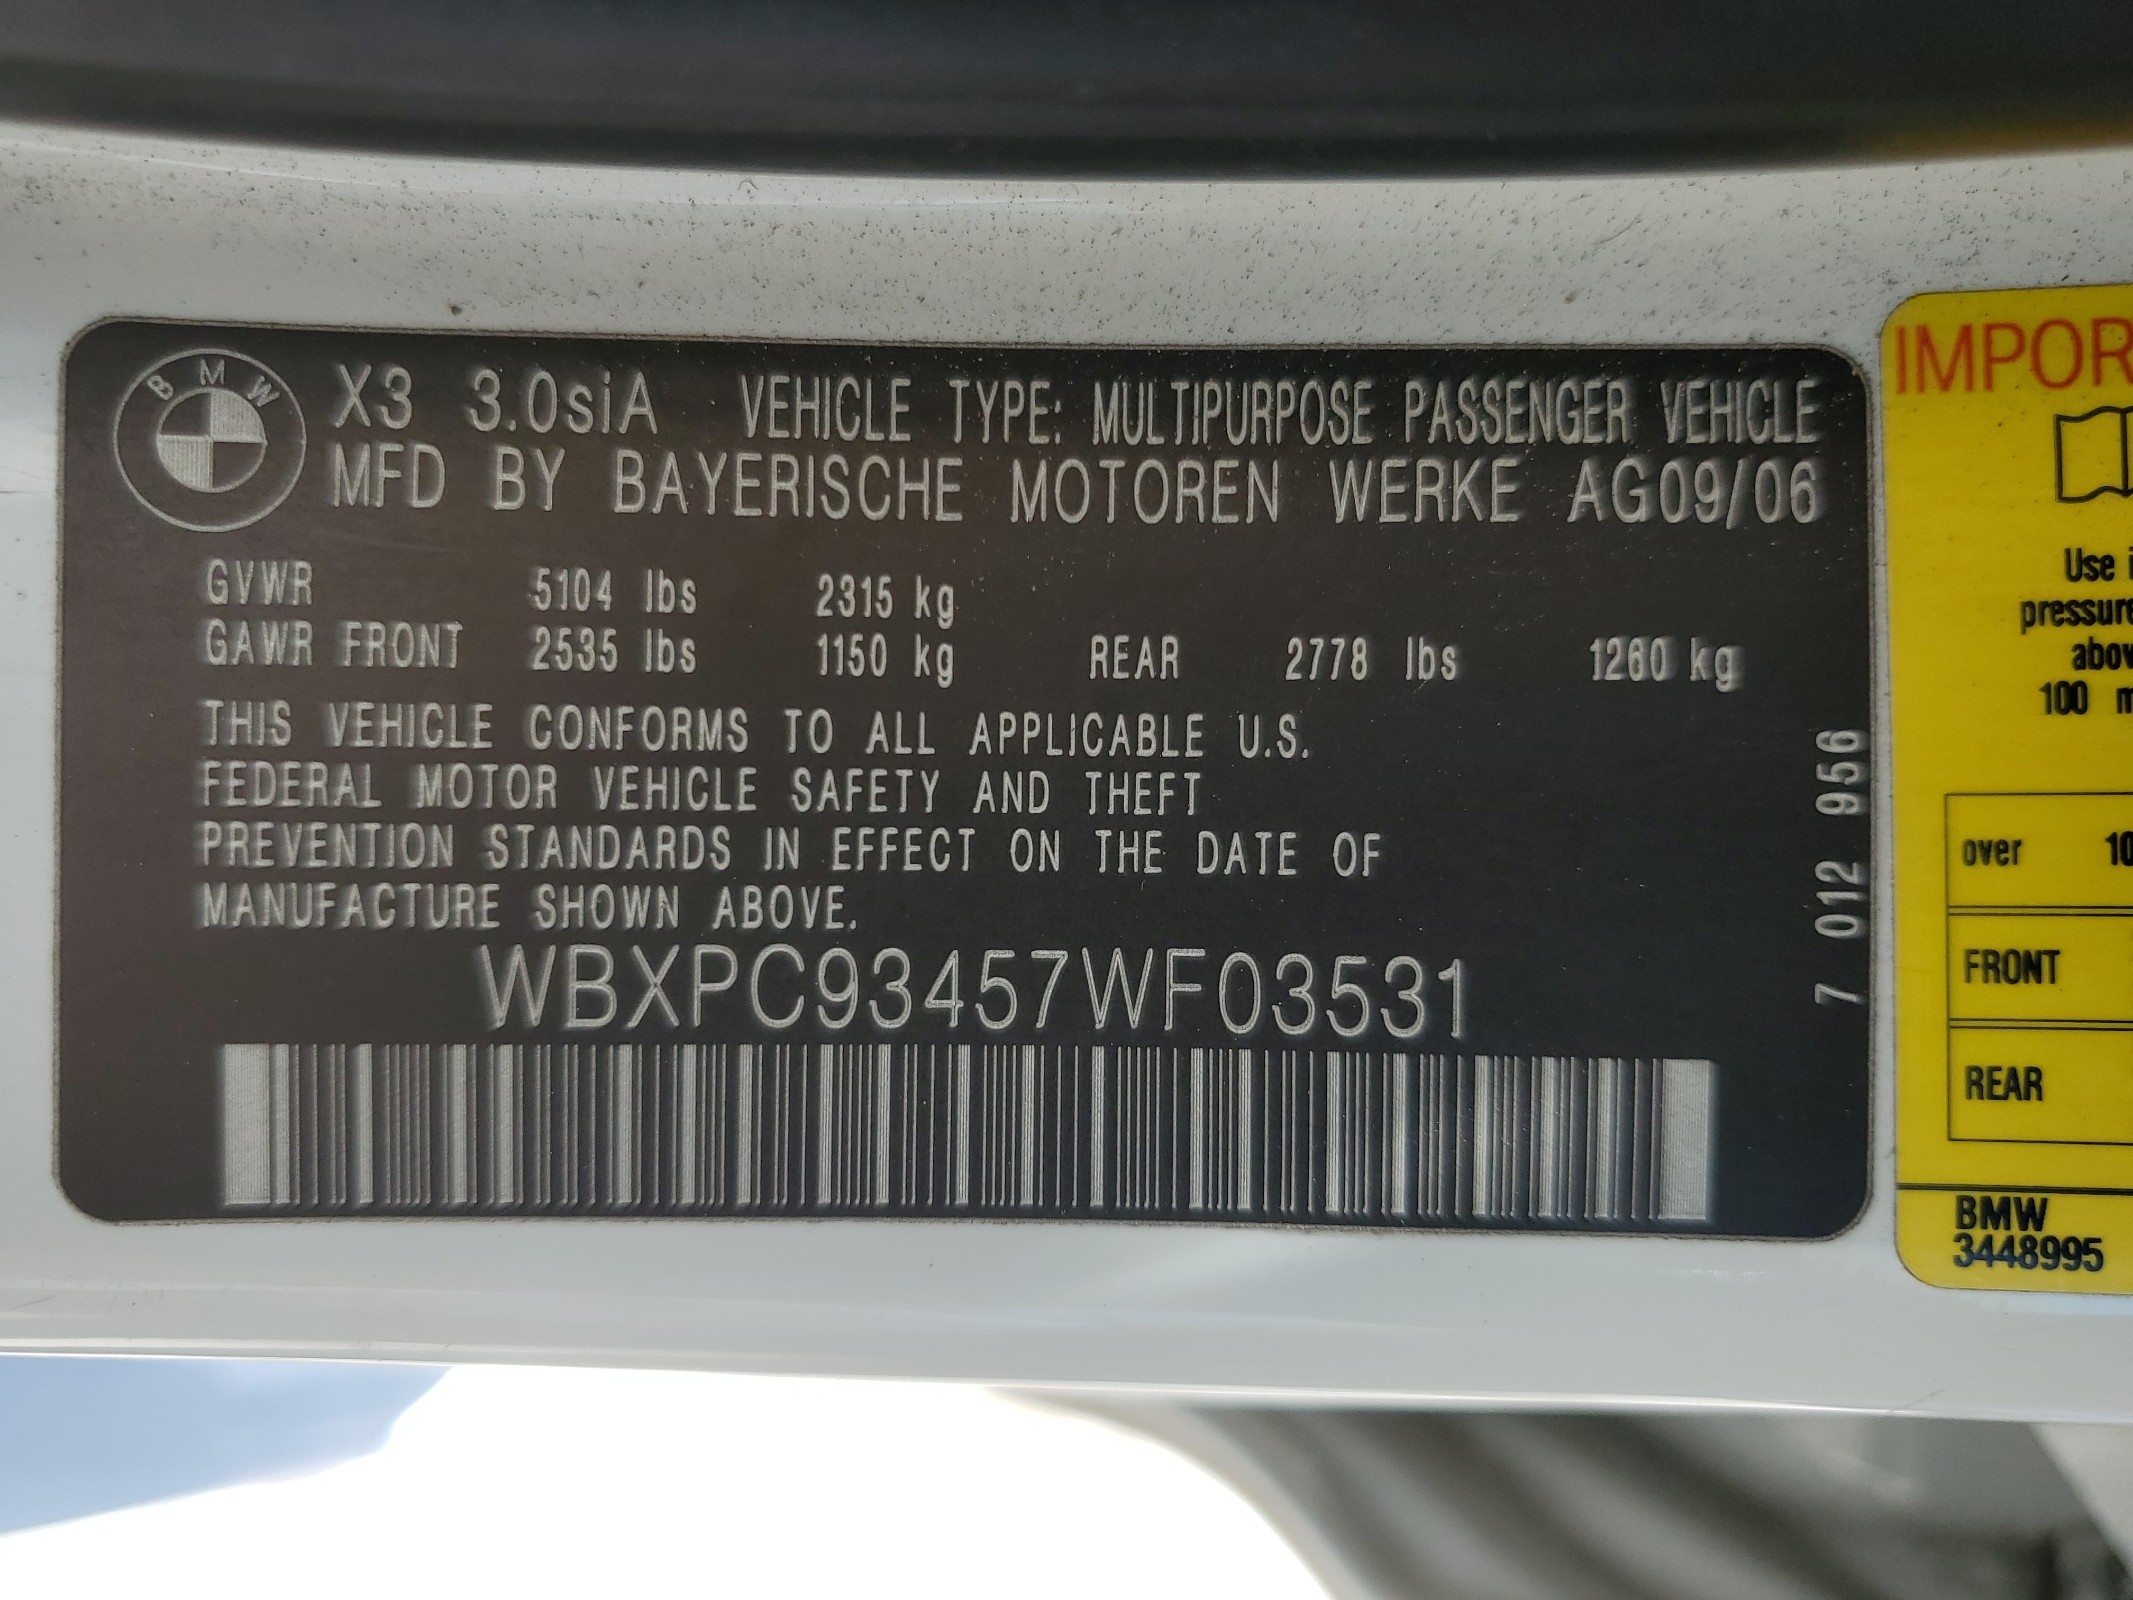 BMW
X3 3.0siA VEHICLE TYPE: MULTIPURPOSE PASSENGER VEHICLE
MFD BY BAYERISCHE MOTOREN WERKE AG09/06
GVWR 5104 lbs 2315 kg
GAWR FRONT 2535 lbs 1150 kg REAR 2778 lbs 1260 kg
THIS VEHICLE CONFORMS TO ALL APPLICABLE U.S.
FEDERAL MOTOR VEHICLE SAFETY AND THEFT
PREVENTION STANDARDS IN EFFECT ON THE DATE OF
MANUFACTURE SHOWN ABOVE.
WBXPC93457WF03531
7 012 956
IMPOR
Use i
pressure
abov
100 m
over 10
FRONT
REAR
BMW
3448995